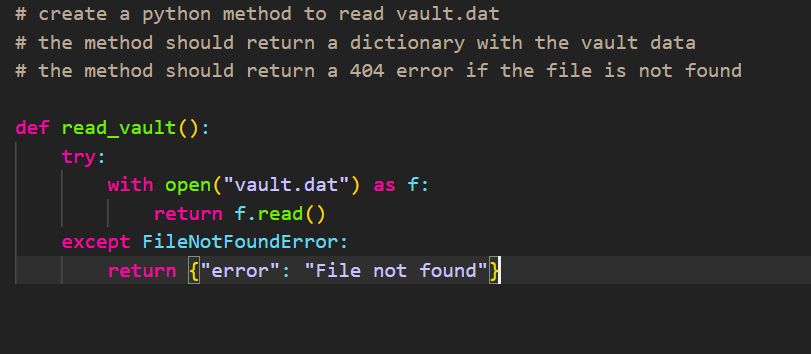 # create a python method to read vault.dat
# the method should return a dictionary with the vault data
# the method should return a 404 error if the file is not found
def read_vault():
    try:
        with open("vault.dat") as f:
            return f.read()
    except FileNotFoundError:
        return {"error": "File not found"}